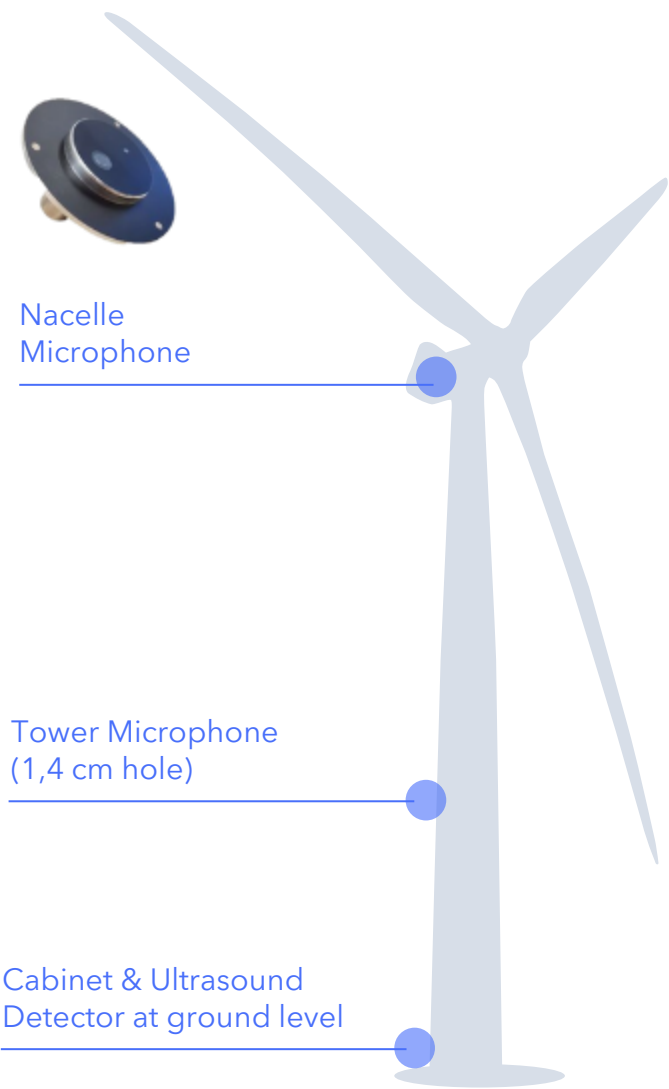 Nacelle
Microphone
Tower Microphone
(1,4 cm hole)
Cabinet & Ultrasound
Detector at ground level